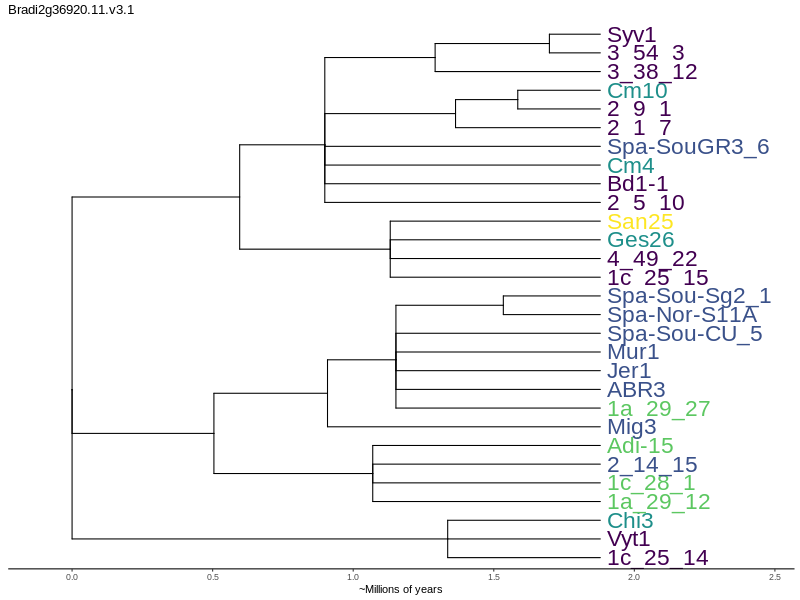 Bradi2g36920.11.v3.1
Syv1
3_54_3
3_38_12
Cm10
2_9_1
2_1_7
Spa-SouGR3_6
Cm4
Bd1-1
2_5_10
San25
Ges26
4_49_22
1c_25_15
Spa-Sou-Sg2_1
Spa-Nor-S11A
Spa-Sou-CU_5
Mur1
Jer1
ABR3
1a_29_27
Mig3
Adi-15
2_14_15
1c_28_1
1a_29_12
Chi3
Vyt1
1c_25_14
0.0 0.5 1.0 1.5 2.0 2.5
~Millions of years